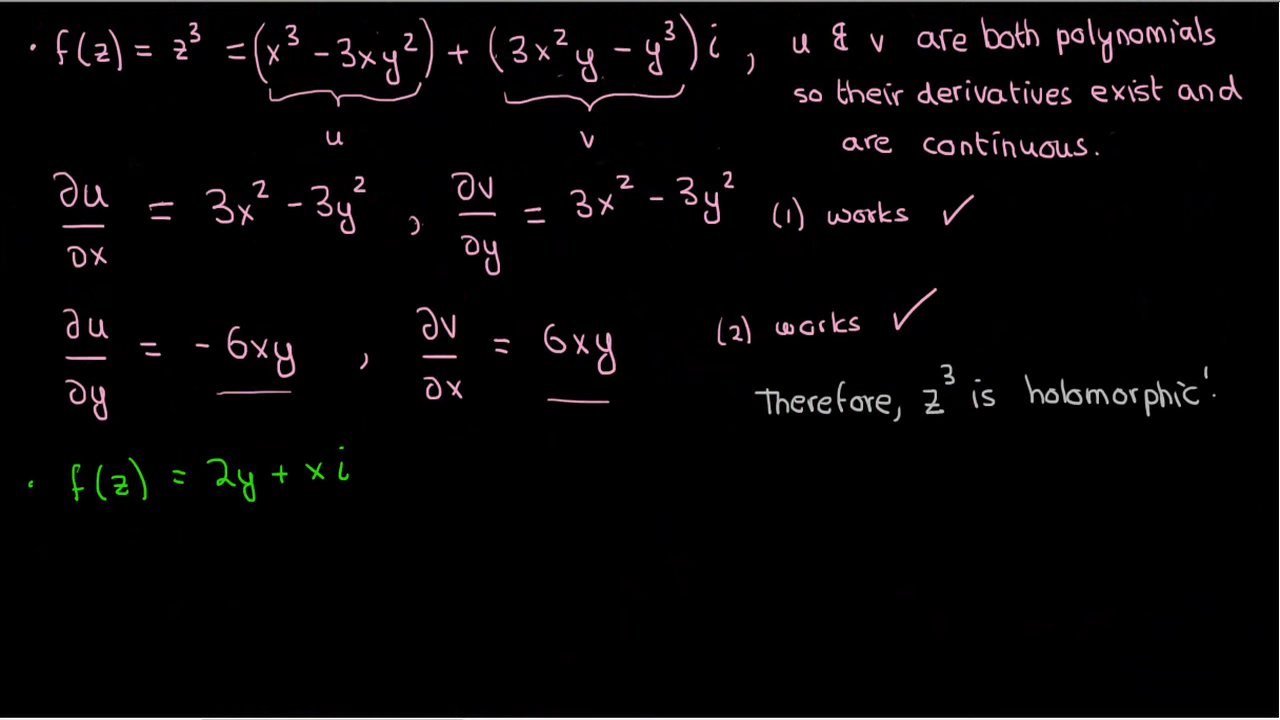 · f(z) = z³ = (x³ - 3xy²) + (3x²y - y³) i , u & v are both polynomials
so their derivatives exist and
u v are continuous.
∂u/∂x = 3x² - 3y² , ∂v/∂y = 3x² - 3y² (1) works ✓
∂u/∂y = - 6xy , ∂v/∂x = 6xy (2) works ✓
Therefore, z³ is holomorphic!
· f(z) = 2y + x i